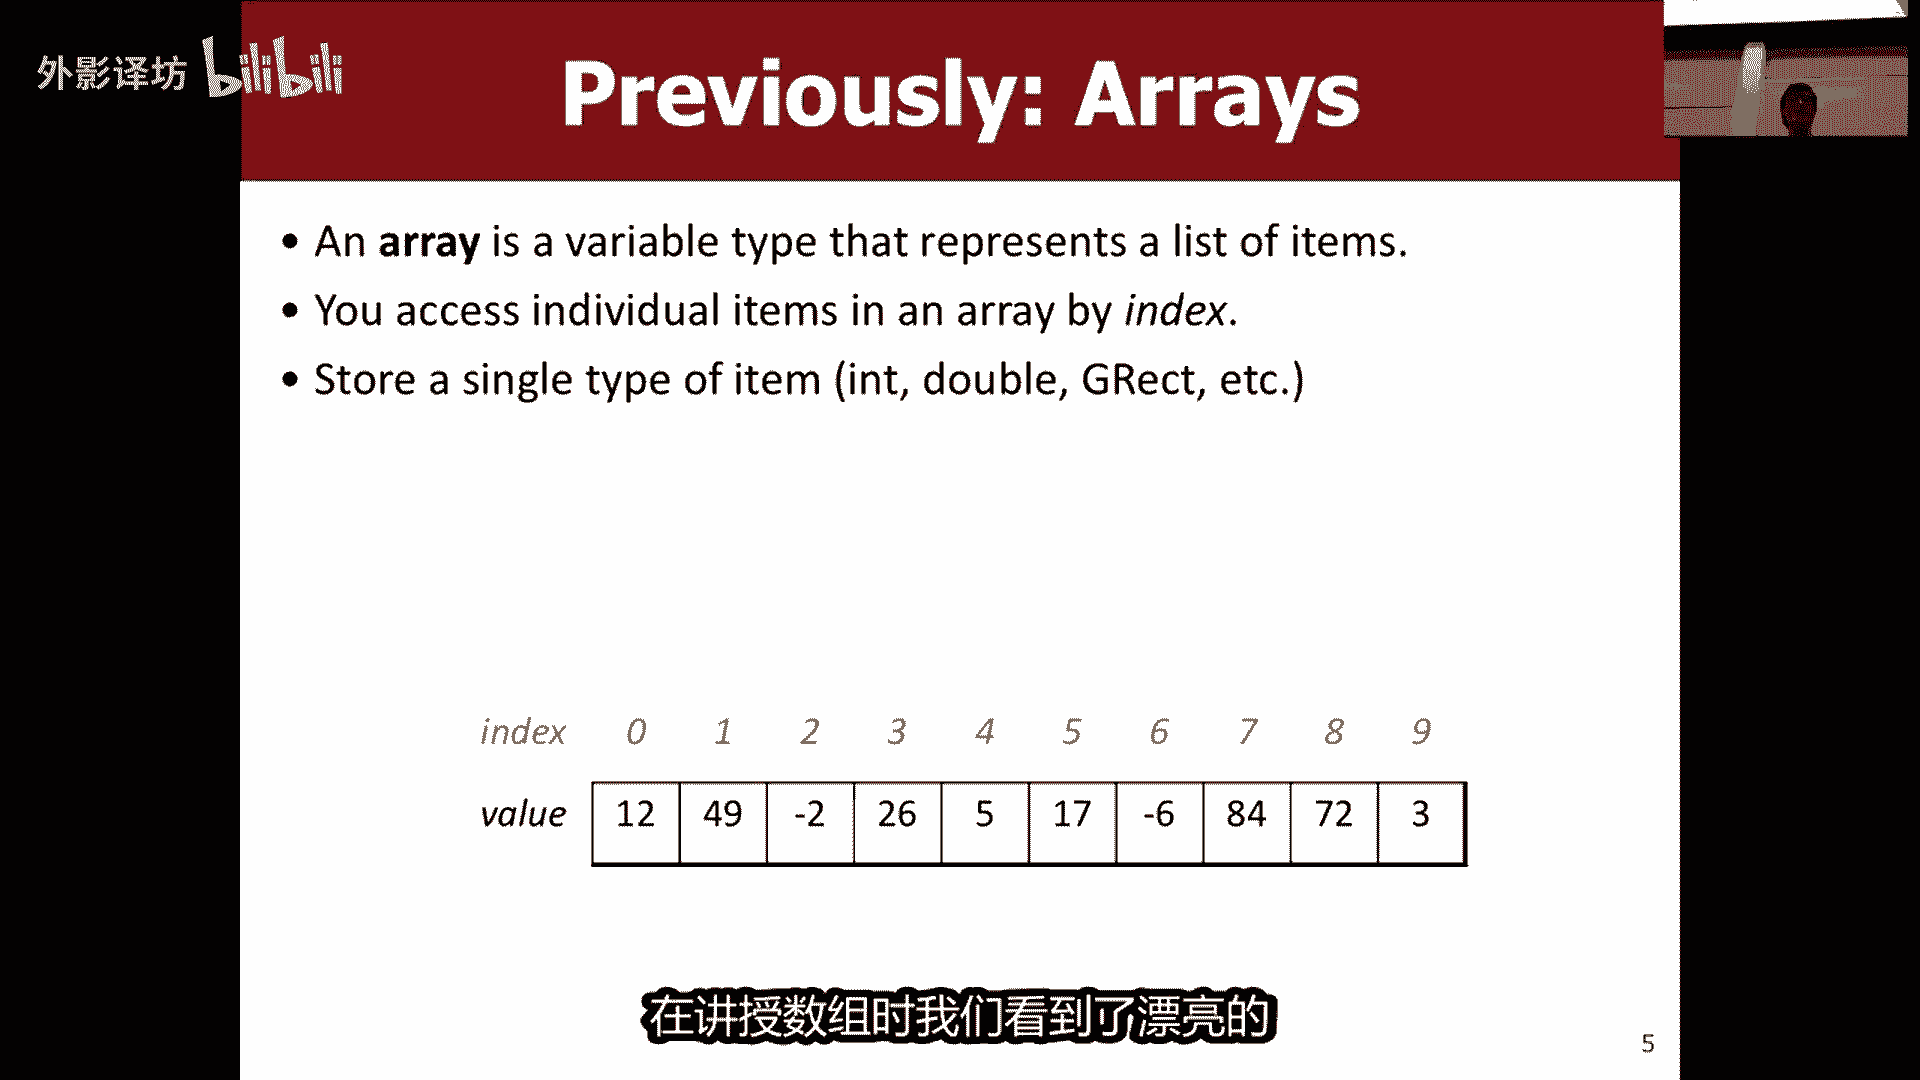 外影译坊 bilibili
Previously: Arrays
• An array is a variable type that represents a list of items.
• You access individual items in an array by index.
• Store a single type of item (int, double, GRect, etc.)
index 0 1 2 3 4 5 6 7 8 9
value 12 49 -2 26 5 17 -6 84 72 3
在讲授数组时我们看到了漂亮的
5